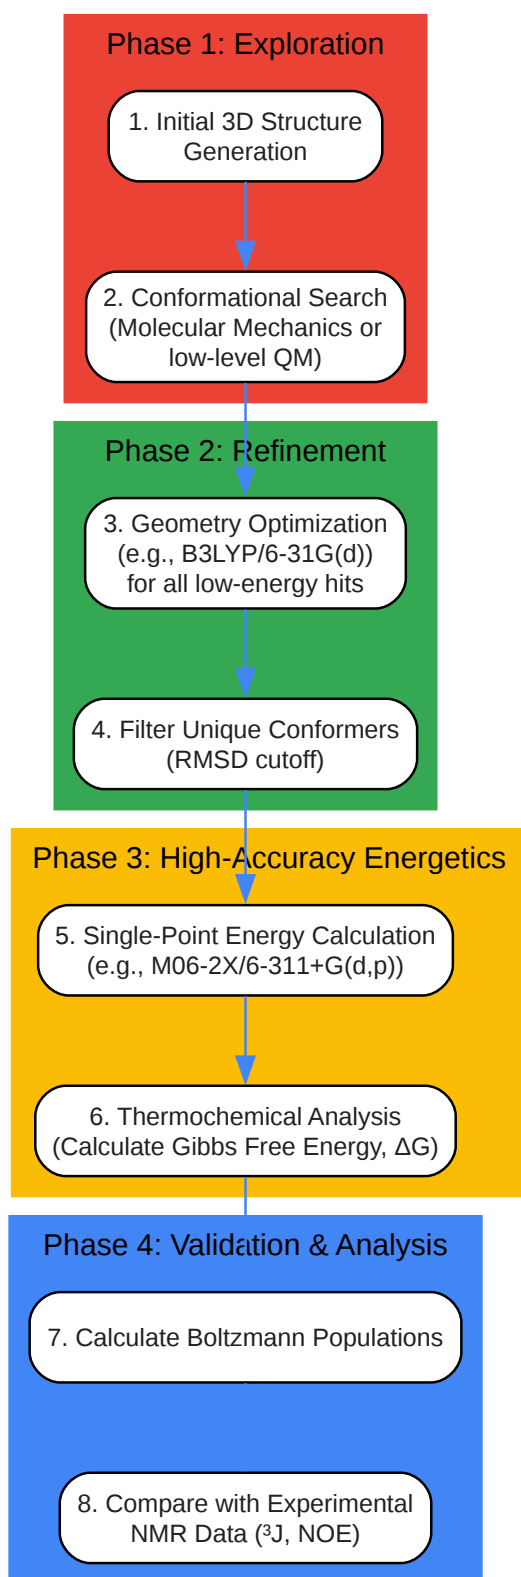 Phase 1: Exploration
1. Initial 3D Structure
Generation
2. Conformational Search
(Molecular Mechanics or
low-level QM)
Phase 2: Refinement
3. Geometry Optimization
(e.g., B3LYP/6-31G(d))
for all low-energy hits
4. Filter Unique Conformers
(RMSD cutoff)
Phase 3: High-Accuracy Energetics
5. Single-Point Energy Calculation
(e.g., M06-2X/6-311+G(d,p))
6. Thermochemical Analysis
(Calculate Gibbs Free Energy, ΔG)
Phase 4: Validation & Analysis
7. Calculate Boltzmann Populations
8. Compare with Experimental
NMR Data (³J, NOE)